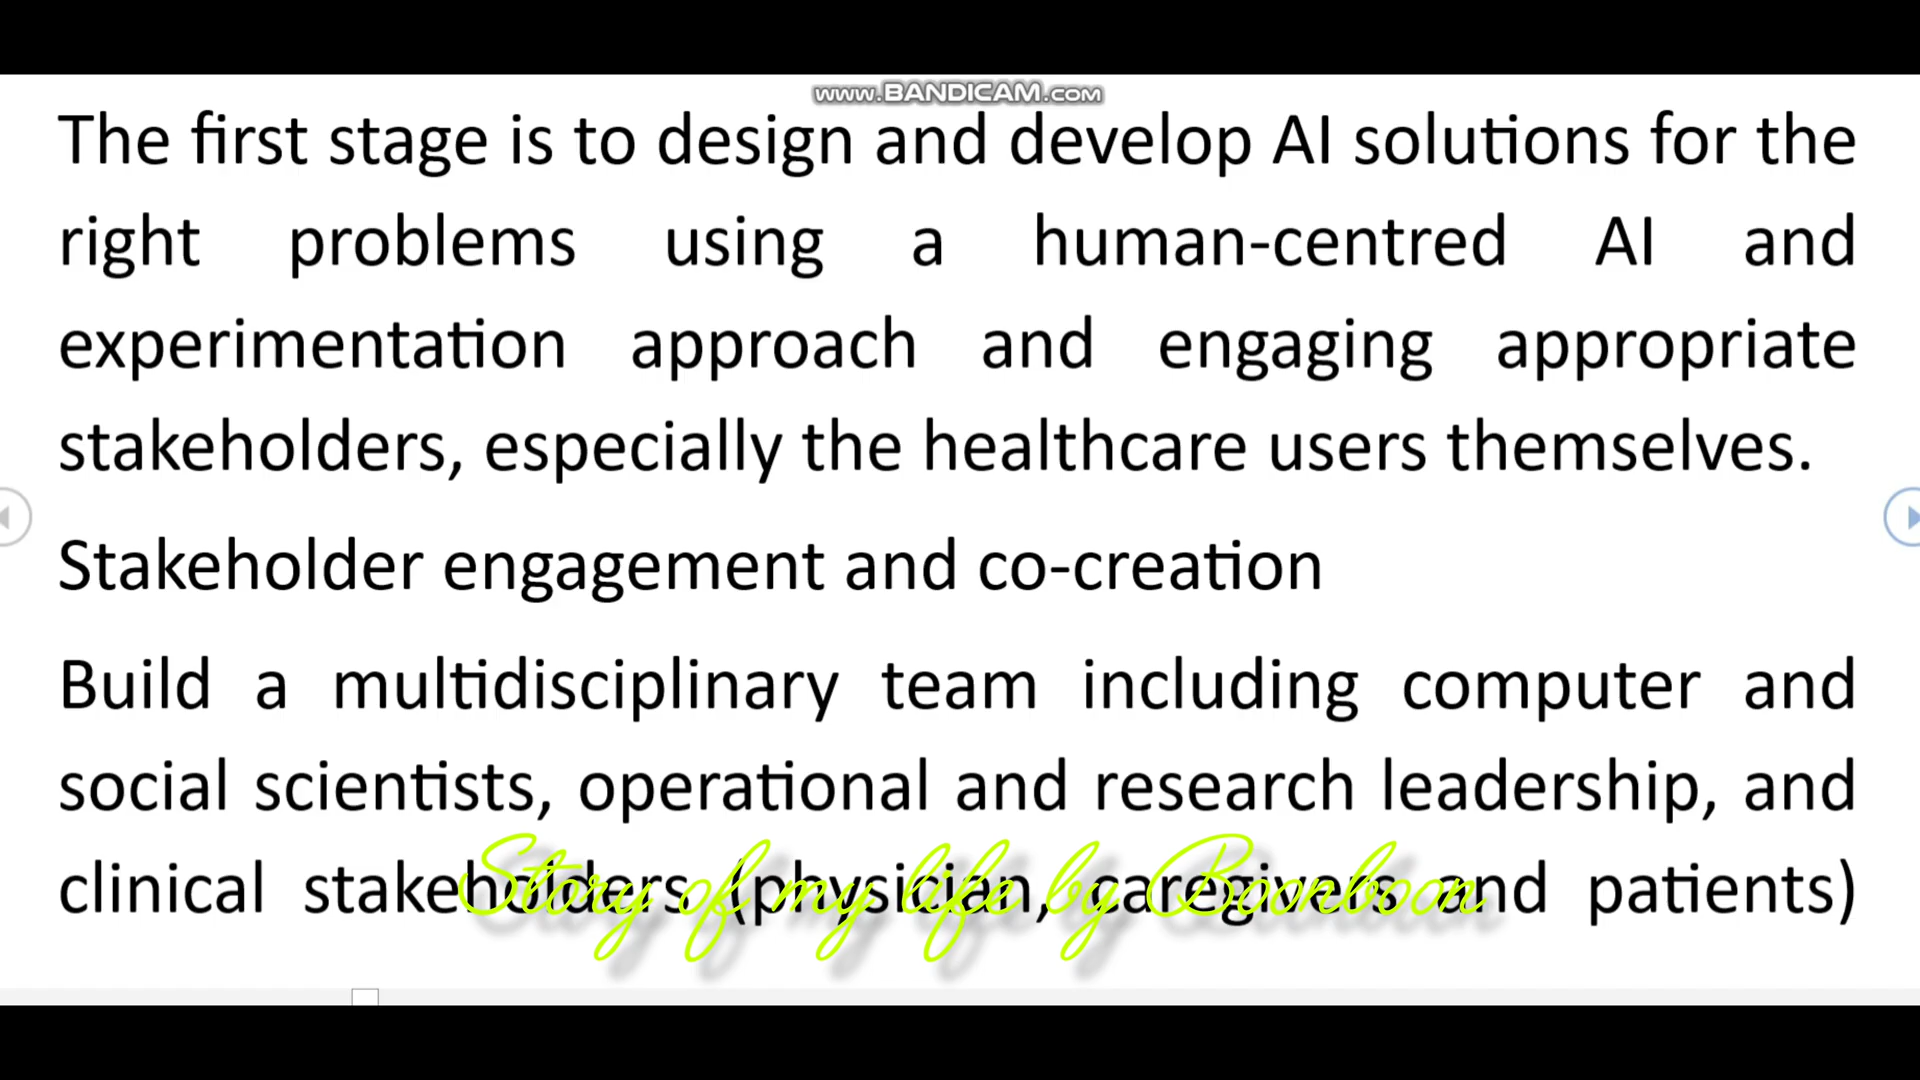 www.BANDICAM.com
The first stage is to design and develop AI solutions for the
right problems using a human-centred AI and
experimentation approach and engaging appropriate
stakeholders, especially the healthcare users themselves.
Stakeholder engagement and co-creation
Build a multidisciplinary team including computer and
social scientists, operational and research leadership, and
clinical stakeholders (physician, caregivers and patients)
Story of my life by Boonboon